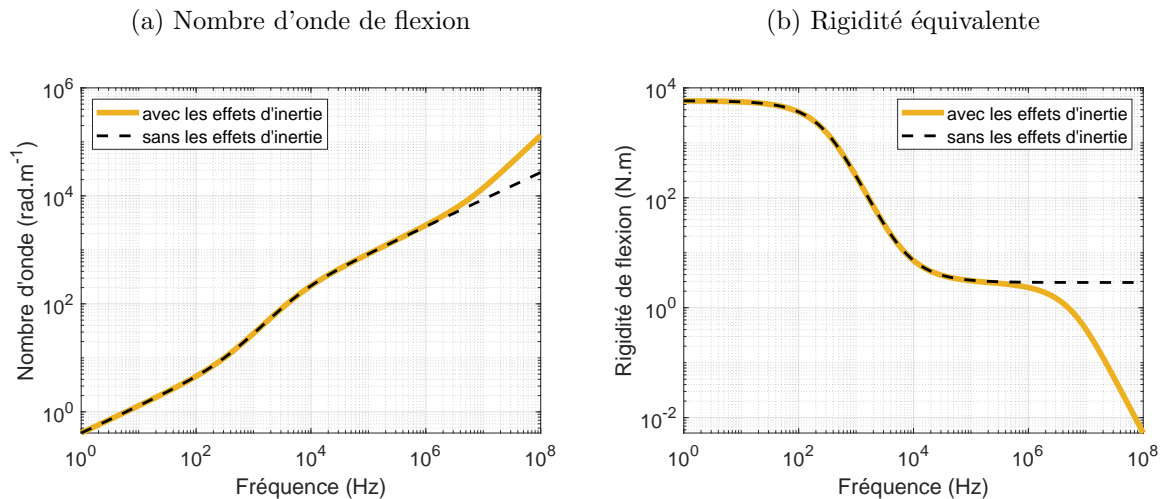 (a) Nombre d'onde de flexion
(b) Rigidité équivalente
10^6
10^4
10^2
10^0
Nombre d'onde (rad.m^-1)
avec les effets d'inertie
sans les effets d'inertie
10^0 10^2 10^4 10^6 10^8
Fréquence (Hz)
10^4
10^2
10^0
10^-2
Rigidité de flexion (N.m)
avec les effets d'inertie
sans les effets d'inertie
10^0 10^2 10^4 10^6 10^8
Fréquence (Hz)